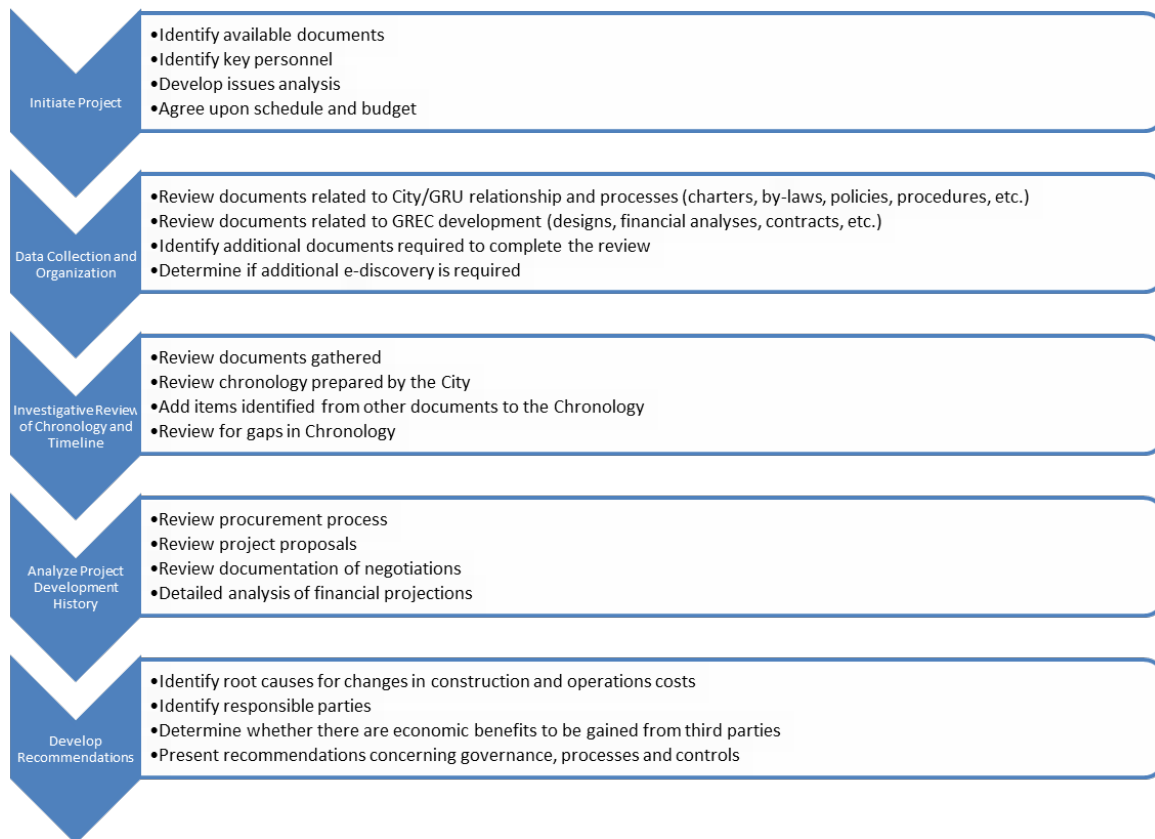 Initiate Project
•Identify available documents
•Identify key personnel
•Develop issues analysis
•Agree upon schedule and budget
Data Collection and
Organization
•Review documents related to City/GRU relationship and processes (charters, by-laws, policies, procedures, etc.)
•Review documents related to GREC development (designs, financial analyses, contracts, etc.)
•Identify additional documents required to complete the review
•Determine if additional e-discovery is required
Investigative Review
of Chronology and
Timeline
•Review documents gathered
•Review chronology prepared by the City
•Add items identified from other documents to the Chronology
•Review for gaps in Chronology
Analyze Project
Development
History
•Review procurement process
•Review project proposals
•Review documentation of negotiations
•Detailed analysis of financial projections
Develop
Recommendations
•Identify root causes for changes in construction and operations costs
•Identify responsible parties
•Determine whether there are economic benefits to be gained from third parties
•Present recommendations concerning governance, processes and controls